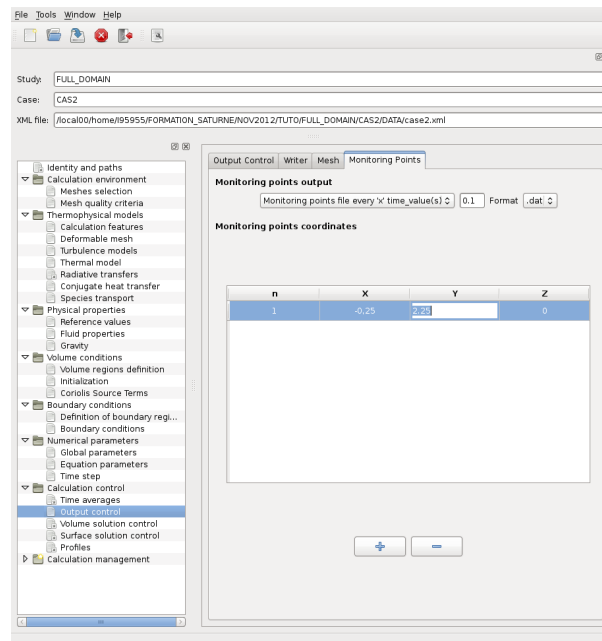 File Tools Window Help
Study: FULL_DOMAIN
Case: CAS2
XML file: /local00/home/I95955/FORMATION_SATURNE/NOV2012/TUTO/FULL_DOMAIN/CAS2/DATA/case2.xml
Identity and paths
Calculation environment
Meshes selection
Mesh quality criteria
Thermophysical models
Calculation features
Deformable mesh
Turbulence models
Thermal model
Radiative transfers
Conjugate heat transfer
Species transport
Physical properties
Reference values
Fluid properties
Gravity
Volume conditions
Volume regions definition
Initialization
Coriolis Source Terms
Boundary conditions
Definition of boundary regi...
Boundary conditions
Numerical parameters
Global parameters
Equation parameters
Time step
Calculation control
Time averages
Output control
Volume solution control
Surface solution control
Profiles
Calculation management
Output Control Writer Mesh Monitoring Points
Monitoring points output
Monitoring points file every 'x' time_value(s) 0.1 Format .dat
Monitoring points coordinates
n X Y Z
1 -0.25 2.25 0